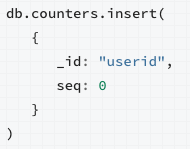 db.counters.insert(
   {
      _id: "userid",
      seq: 0
   }
)